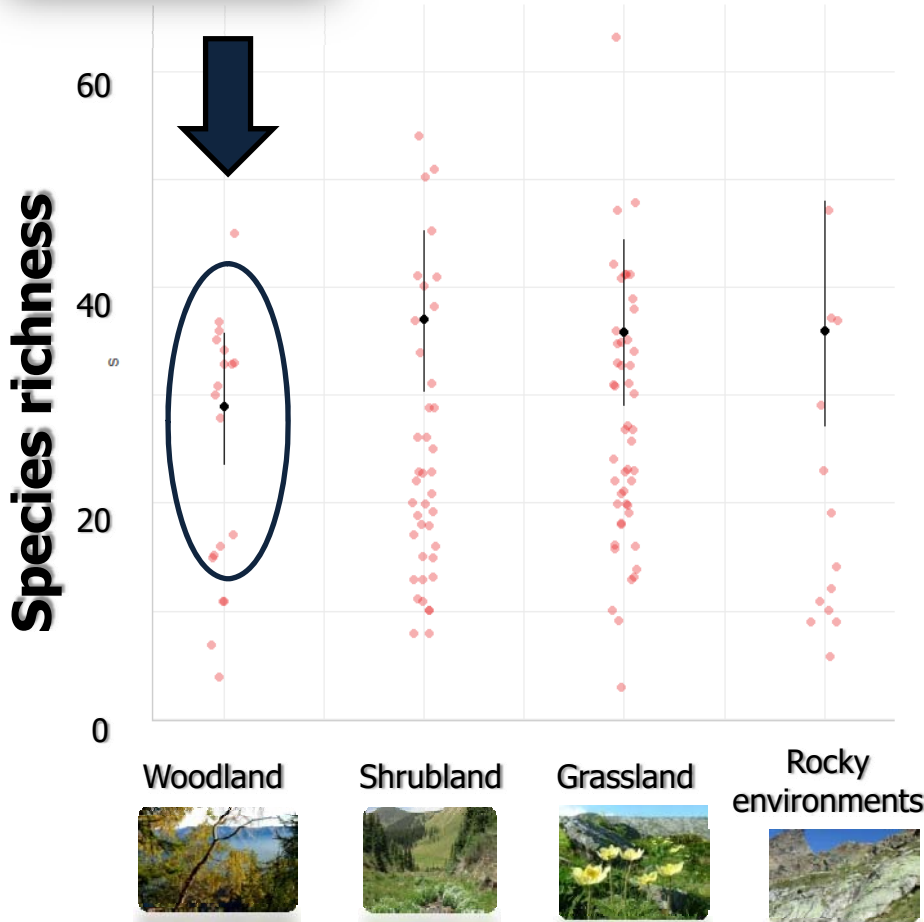 Species richness
s
60
40
20
0
Woodland
Shrubland
Grassland
Rocky
environments